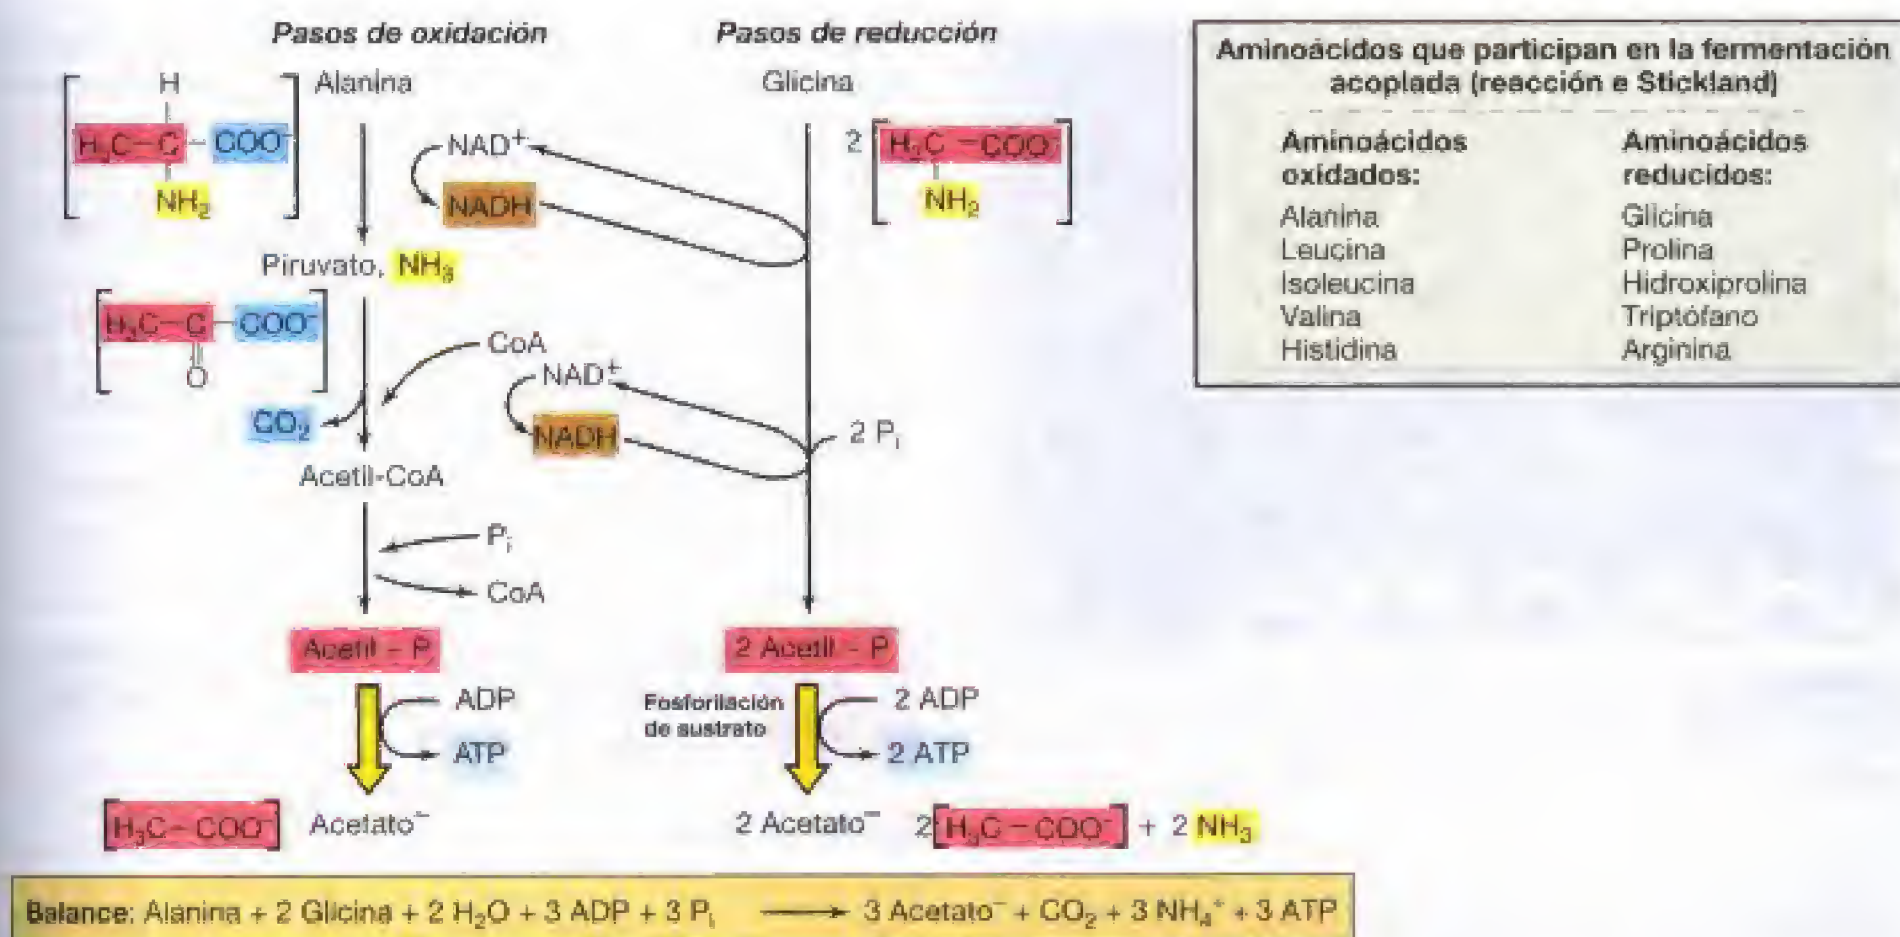 Pasos de oxidación
Pasos de reducción
Alanina
Glicina
H
H₃C–C–COO⁻
NH₂
NAD⁺
NADH
2 [H₂C–COO⁻]
NH₂
Piruvato, NH₃
H₃C–C–COO⁻
O
CoA
NAD⁺
NADH
CO₂
2 Pᵢ
Acetil-CoA
Pᵢ
CoA
Acetil – P
2 Acetil – P
ADP
ATP
Fosforilación
de sustrato
2 ADP
2 ATP
[H₃C–COO⁻] Acetato⁻
2 Acetato⁻ 2[H₃C–COO⁻] + 2 NH₃
Balance: Alanina + 2 Glicina + 2 H₂O + 3 ADP + 3 Pᵢ ⟶ 3 Acetato⁻ + CO₂ + 3 NH₄⁺ + 3 ATP
Aminoácidos que participan en la fermentación
acoplada (reacción e Stickland)
Aminoácidos
oxidados:
Alanina
Leucina
Isoleucina
Valina
Histidina
Aminoácidos
reducidos:
Glicina
Prolina
Hidroxiprolina
Triptófano
Arginina